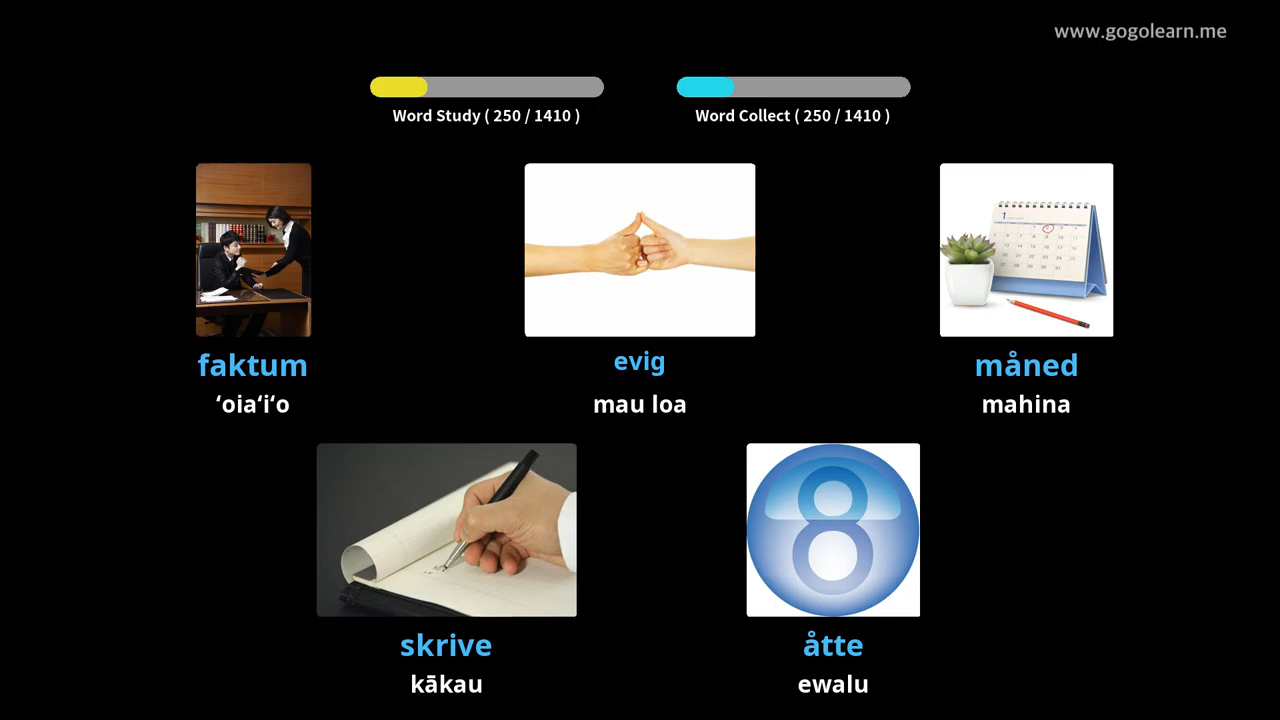 www.gogolearn.me
Word Study ( 250 / 1410 )
Word Collect ( 250 / 1410 )
faktum
ʻoiaʻiʻo
evig
mau loa
måned
mahina
skrive
kākau
8
åtte
ewalu